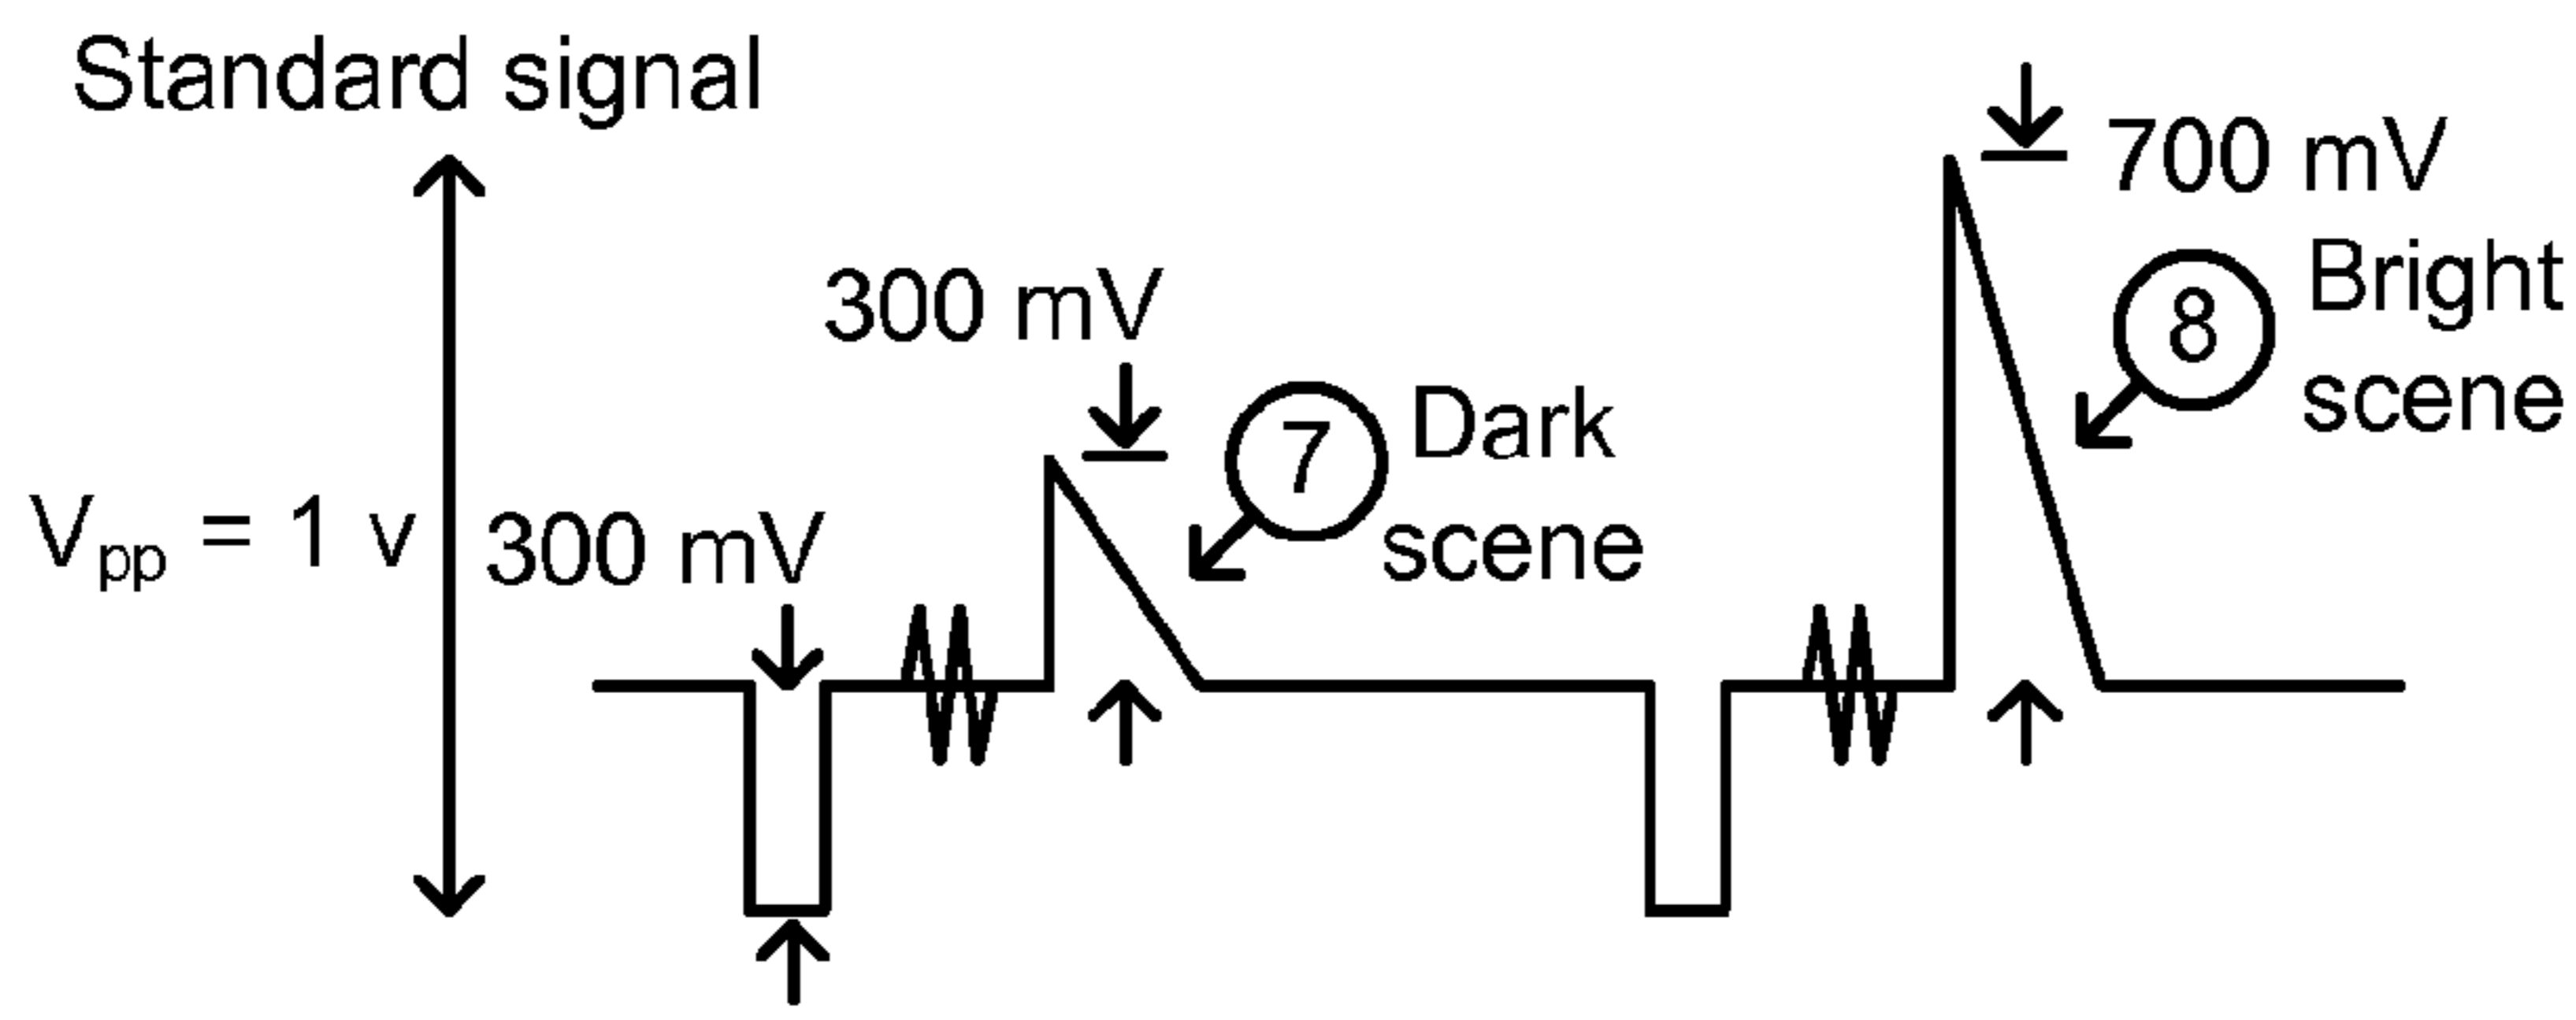 Standard signal
700 mV
Bright
8
scene
300 mV
Dark
7
scene
Vpp = 1 v
300 mV